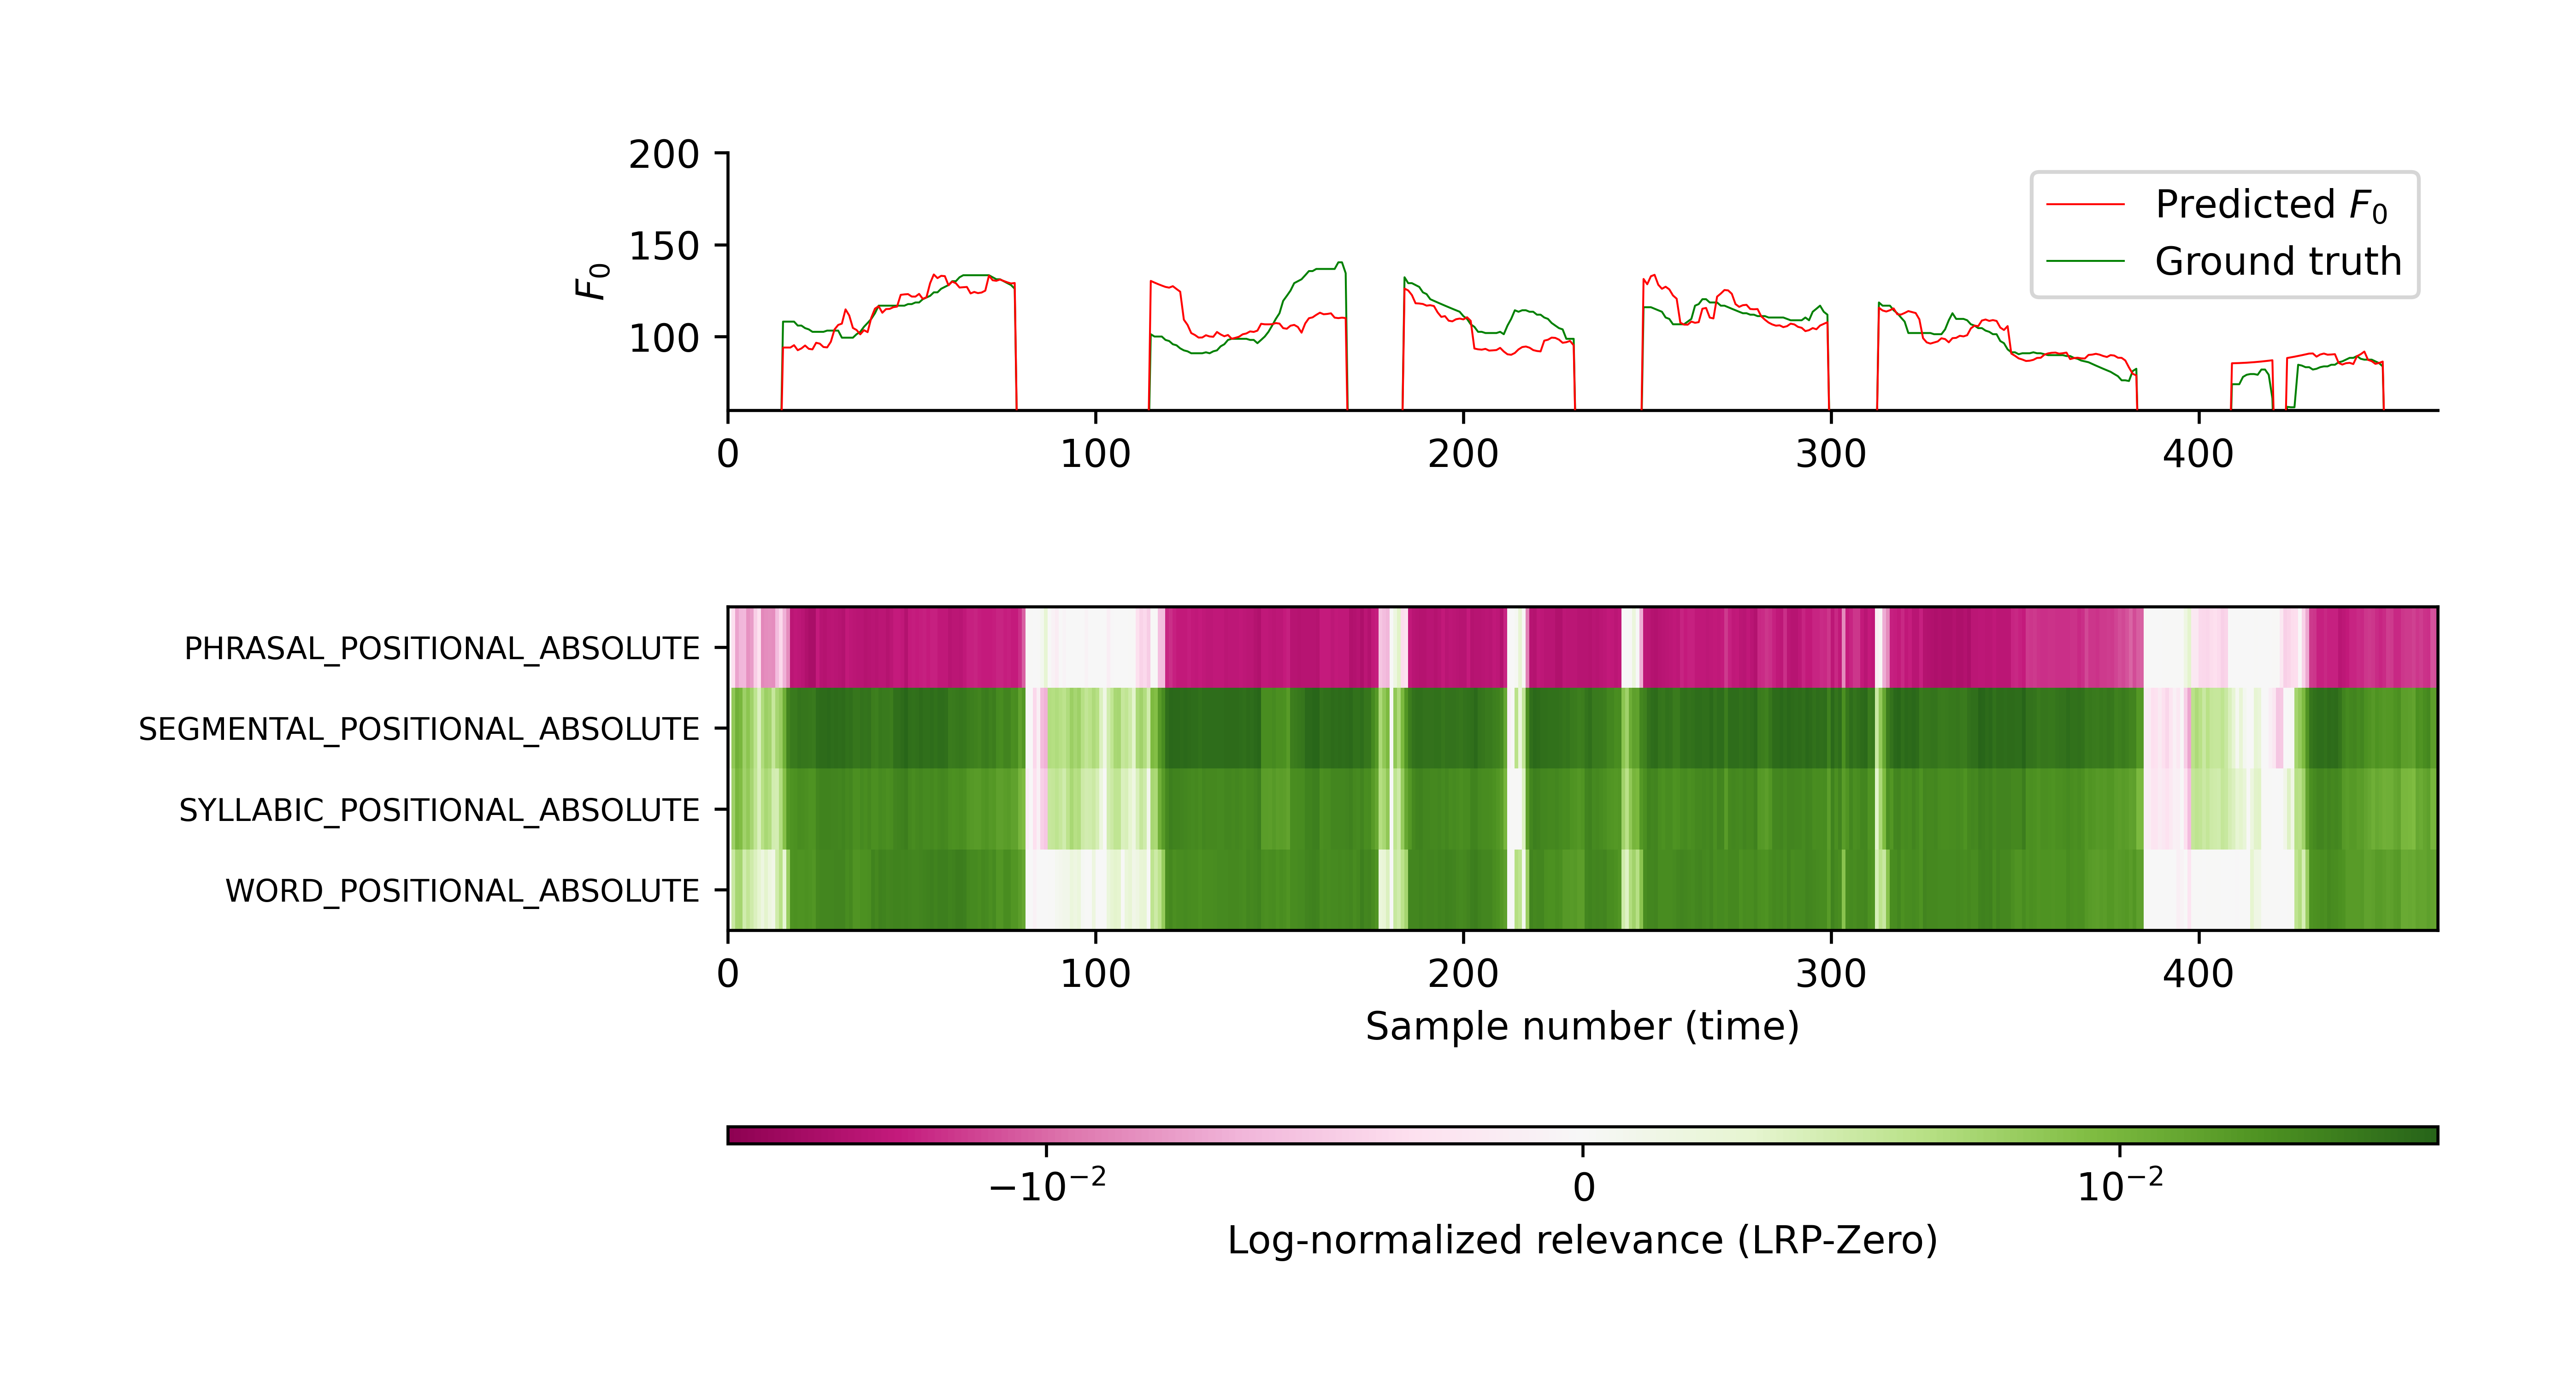 200
150
100
F₀
Predicted F₀
Ground truth
0 100 200 300 400
PHRASAL_POSITIONAL_ABSOLUTE
SEGMENTAL_POSITIONAL_ABSOLUTE
SYLLABIC_POSITIONAL_ABSOLUTE
WORD_POSITIONAL_ABSOLUTE
0 100 200 300 400
Sample number (time)
−10⁻² 0 10⁻²
Log-normalized relevance (LRP-Zero)